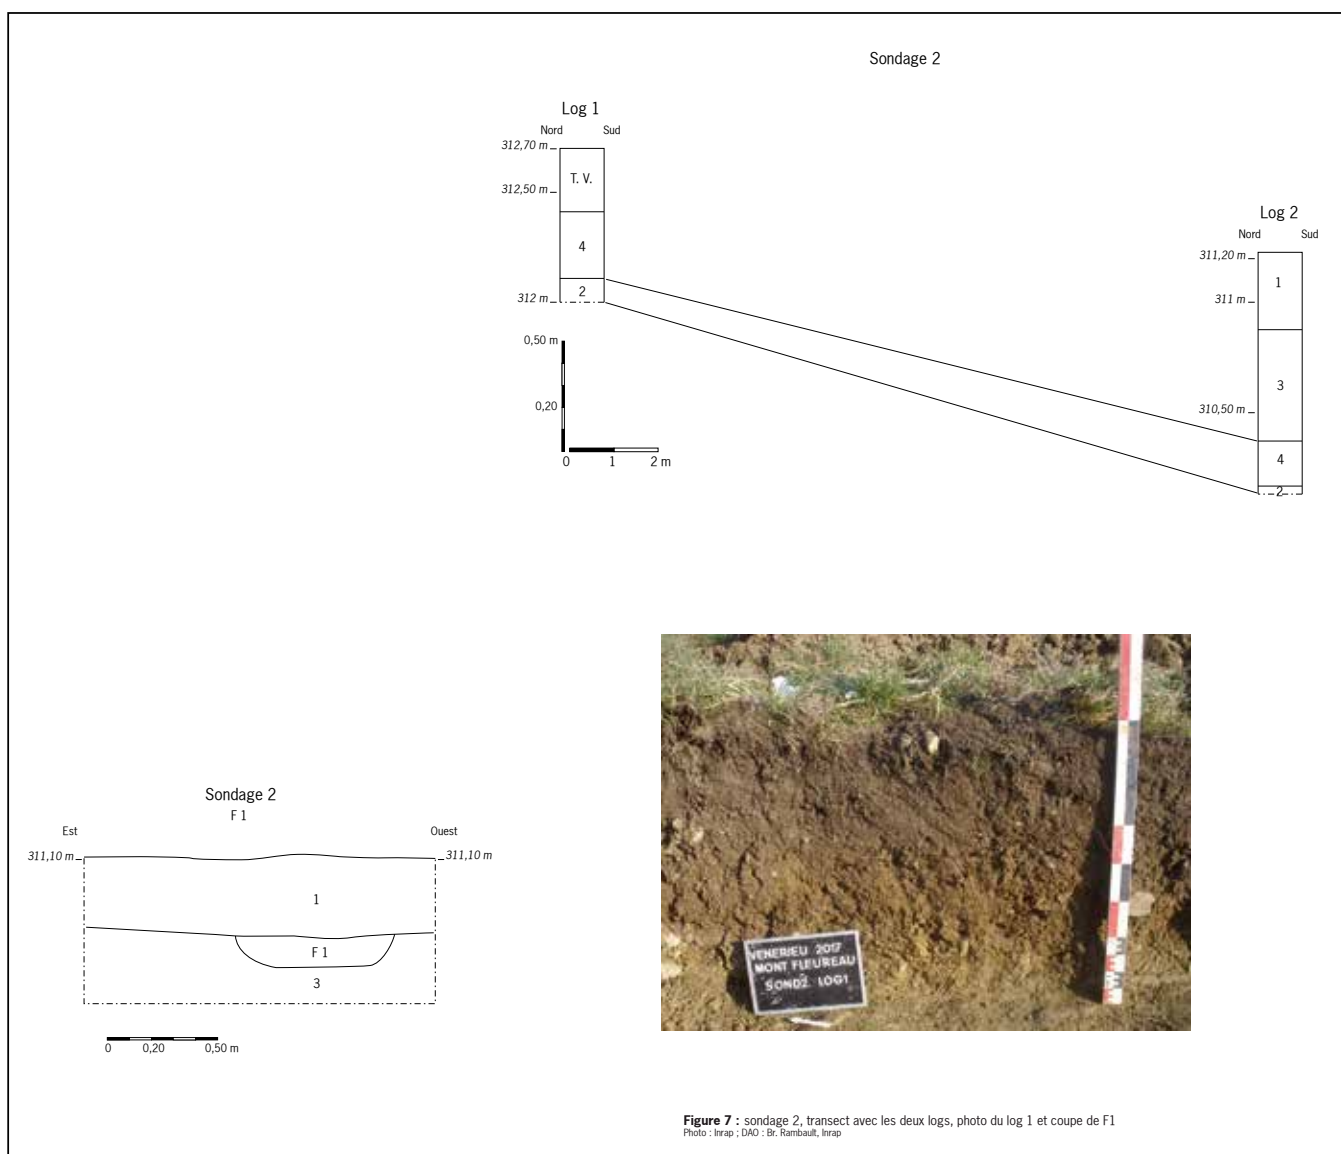 Sondage 2
Log 1
Nord Sud
312,70 m
T. V.
312,50 m
4
2
312 m
0,50 m
0,20
0 1 2 m
Log 2
Nord Sud
311,20 m
1
311 m
3
310,50 m
4
2
Sondage 2
F 1
Est Ouest
311,10 m 311,10 m
1
F 1
3
0 0,20 0,50 m
VENERIEU 2017
MONT FLEUREAU
SOND2 LOG1
Figure 7 : sondage 2, transect avec les deux logs, photo du log 1 et coupe de F1
Photo : Inrap ; DAO : Br. Rambault, Inrap